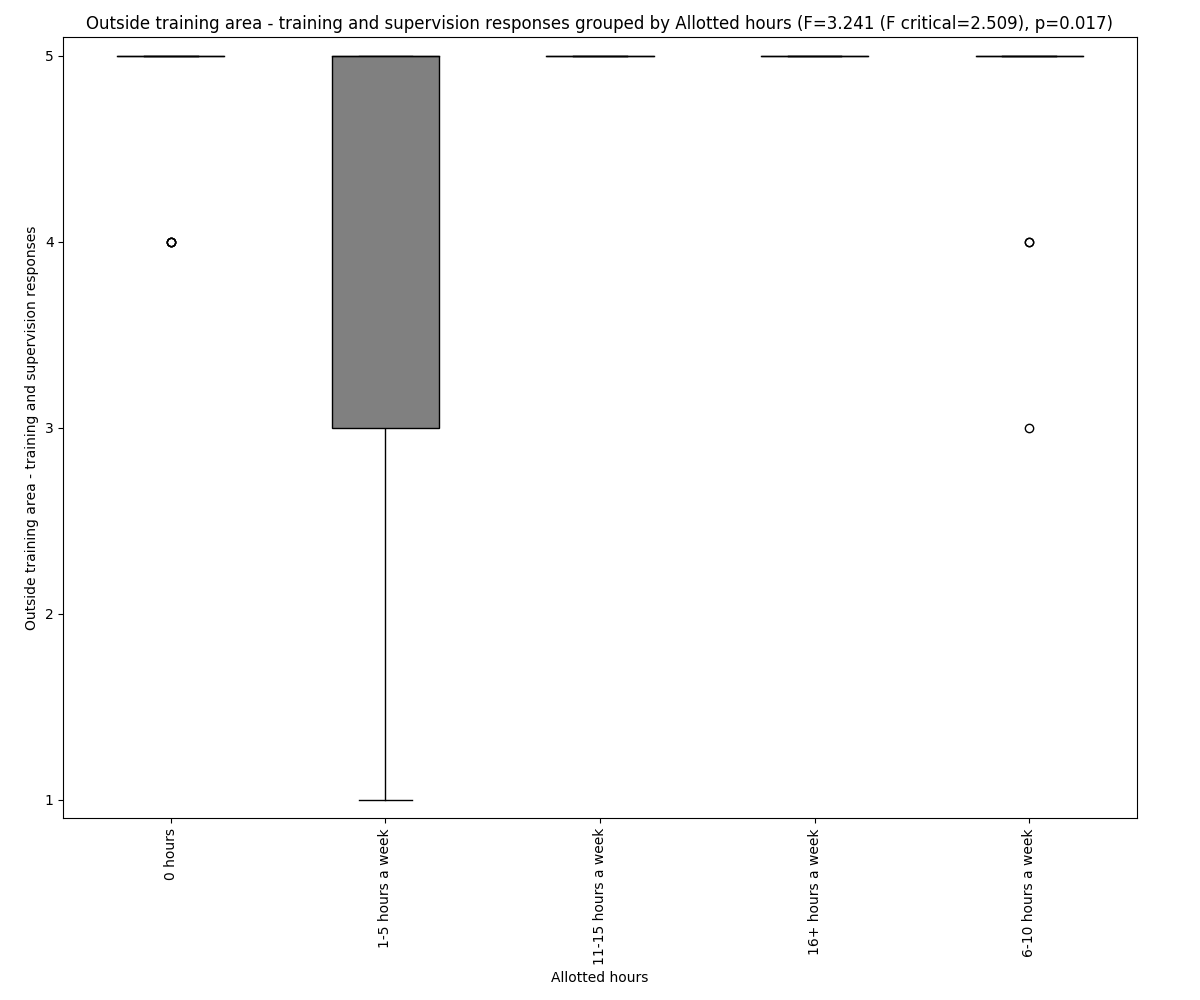 Outside training area - training and supervision responses grouped by Allotted hours (F=3.241 (F critical=2.509), p=0.017)
Outside training area - training and supervision responses
5
4
3
2
1
0 hours
1-5 hours a week
11-15 hours a week
16+ hours a week
6-10 hours a week
Allotted hours